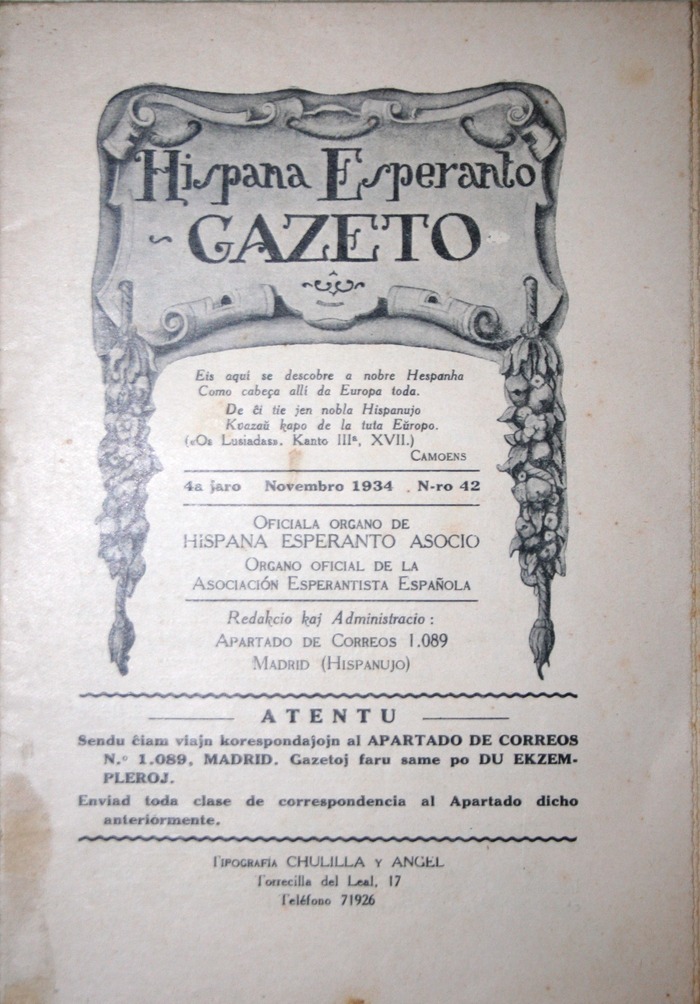 Hispana Esperanto
GAZETO
Eis aqui se descobre a nobre Hespanha
Como cabeça alli da Europa toda.
De ĉi tie jen nobla Hispanujo
Kvazaŭ kapo de la tuta Eŭropo.
(«Os Lusiadas». Kanto IIIª, XVII.)
CAMOENS
4a jaro Novembro 1934 N-ro 42
OFICIALA ORGANO DE
HISPANA ESPERANTO ASOCIO
ORGANO OFICIAL DE LA
ASOCIACIÓN ESPERANTISTA ESPAÑOLA
Redakcio kaj Administracio:
APARTADO DE CORREOS 1.089
MADRID (HISPANUJO)
ATENTU
Sendu ĉiam viajn korespondaĵojn al APARTADO DE CORREOS
N.º 1.089, MADRID. Gazetoj faru same po DU EKZEM-
PLEROJ.
Enviad toda clase de correspondencia al Apartado dicho
anteriormente.
TIPOGRAFÍA CHULILLA Y ANGEL
Torrecilla del Leal, 17
Teléfono 71926